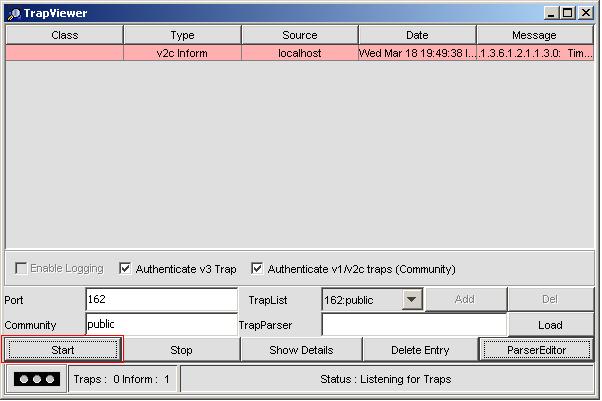 TrapViewer
Class Type Source Date Message
v2c Inform localhost Wed Mar 18 19:49:38 I... .1.3.6.1.2.1.1.3.0: Tim...
Enable Logging Authenticate v3 Trap Authenticate v1/v2c traps (Community)
Port 162 TrapList 162:public Add Del
Community public TrapParser Load
Start Stop Show Details Delete Entry ParserEditor
Traps : 0 Inform : 1 Status : Listening for Traps